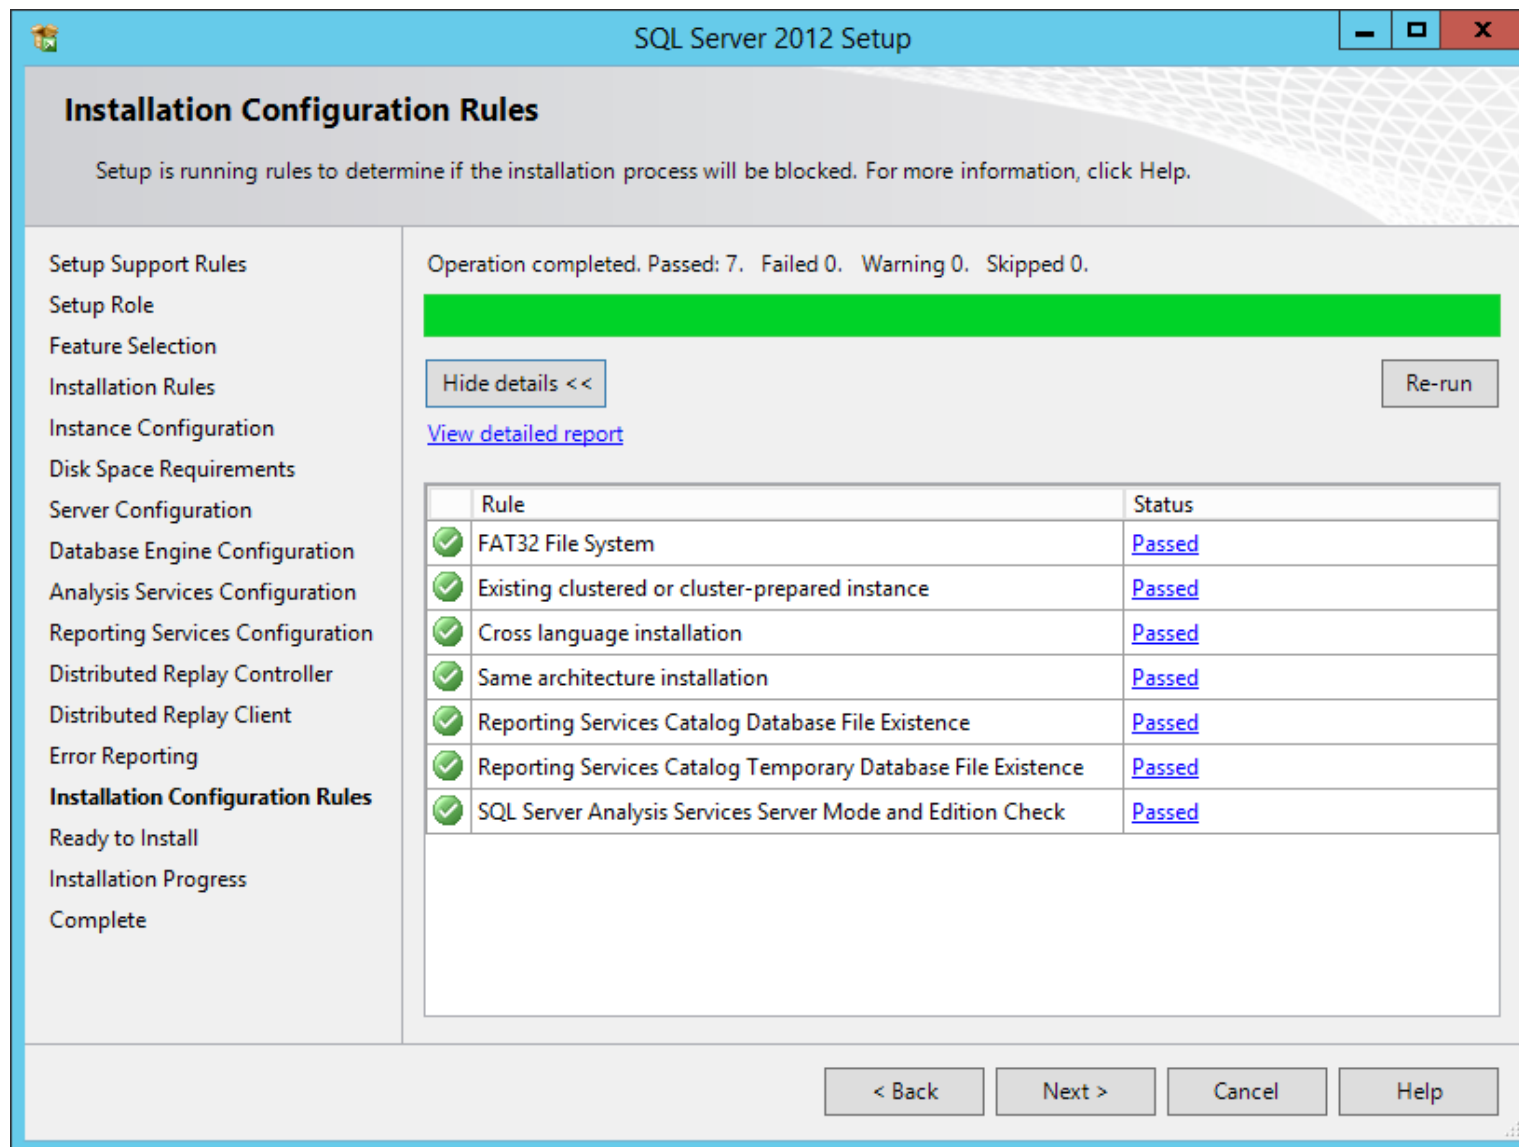 SQL Server 2012 Setup
Installation Configuration Rules
Setup is running rules to determine if the installation process will be blocked. For more information, click Help.
Setup Support Rules
Setup Role
Feature Selection
Installation Rules
Instance Configuration
Disk Space Requirements
Server Configuration
Database Engine Configuration
Analysis Services Configuration
Reporting Services Configuration
Distributed Replay Controller
Distributed Replay Client
Error Reporting
Installation Configuration Rules
Ready to Install
Installation Progress
Complete
Operation completed. Passed: 7. Failed 0. Warning 0. Skipped 0.
Hide details <<
Re-run
View detailed report
Rule Status
FAT32 File System Passed
Existing clustered or cluster-prepared instance Passed
Cross language installation Passed
Same architecture installation Passed
Reporting Services Catalog Database File Existence Passed
Reporting Services Catalog Temporary Database File Existence Passed
SQL Server Analysis Services Server Mode and Edition Check Passed
< Back Next > Cancel Help